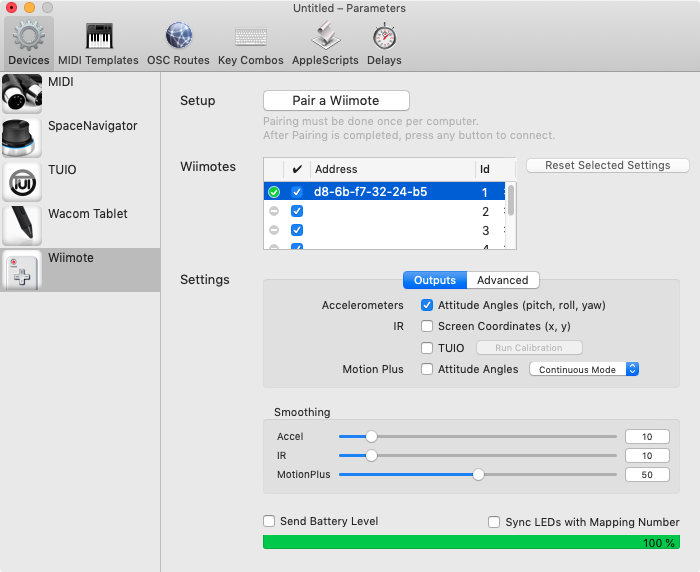 Untitled – Parameters
Devices MIDI Templates OSC Routes Key Combos AppleScripts Delays
MIDI
SpaceNavigator
TUIO
Wacom Tablet
Wiimote
Setup Pair a Wiimote
Pairing must be done once per computer.
After Pairing is completed, press any button to connect.
Wiimotes ✔ Address Id Reset Selected Settings
d8-6b-f7-32-24-b5 1
2
3
4
Settings Outputs Advanced
Accelerometers Attitude Angles (pitch, roll, yaw)
IR Screen Coordinates (x, y)
TUIO Run Calibration
Motion Plus Attitude Angles Continuous Mode
Smoothing
Accel 10
IR 10
MotionPlus 50
Send Battery Level Sync LEDs with Mapping Number
100 %